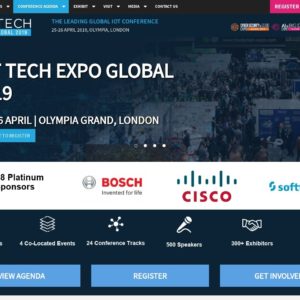 CONFERENCE AGENDA
EXHIBIT
VISIT
MEDIA
CONTACT
REGISTER
TECH
GLOBAL 2019
THE LEADING GLOBAL IOT CONFERENCE
25-26 APRIL 2019, OLYMPIA, LONDON
T TECH EXPO GLOBAL
19
APRIL | OLYMPIA GRAND, LONDON
TO REGISTER
8 Platinum
ponsors
BOSCH
Invented for life
CISCO
soft
4 Co-Located Events
24 Conference Tracks
500 Speakers
300+ Exhibitors
VIEW AGENDA
REGISTER
GET INVOLVE